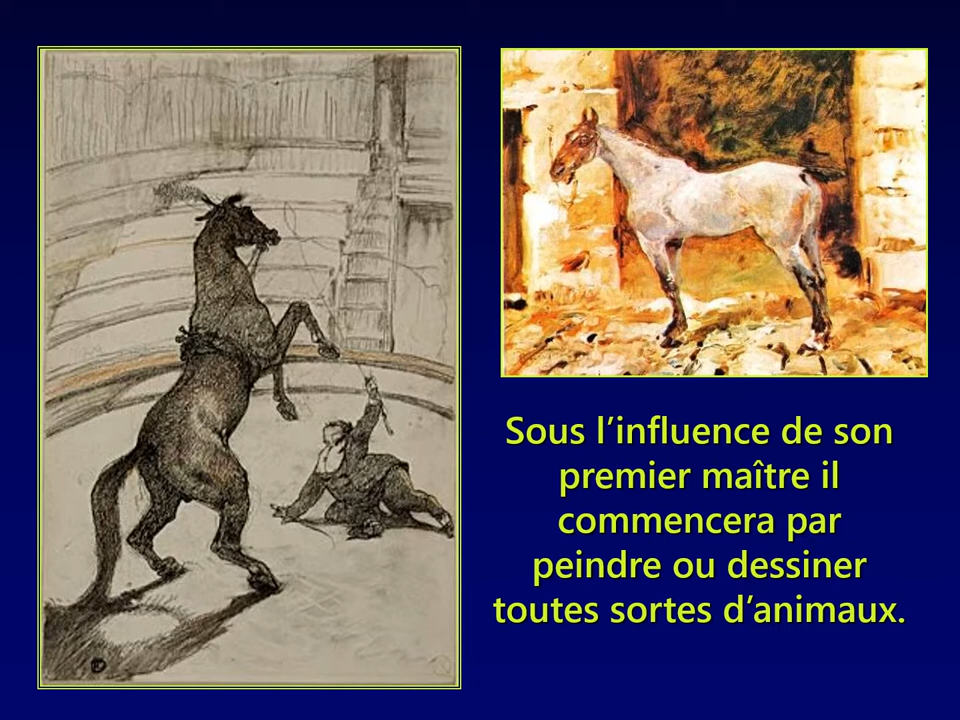 Sous l’influence de son
premier maître il
commencera par
peindre ou dessiner
toutes sortes d’animaux.